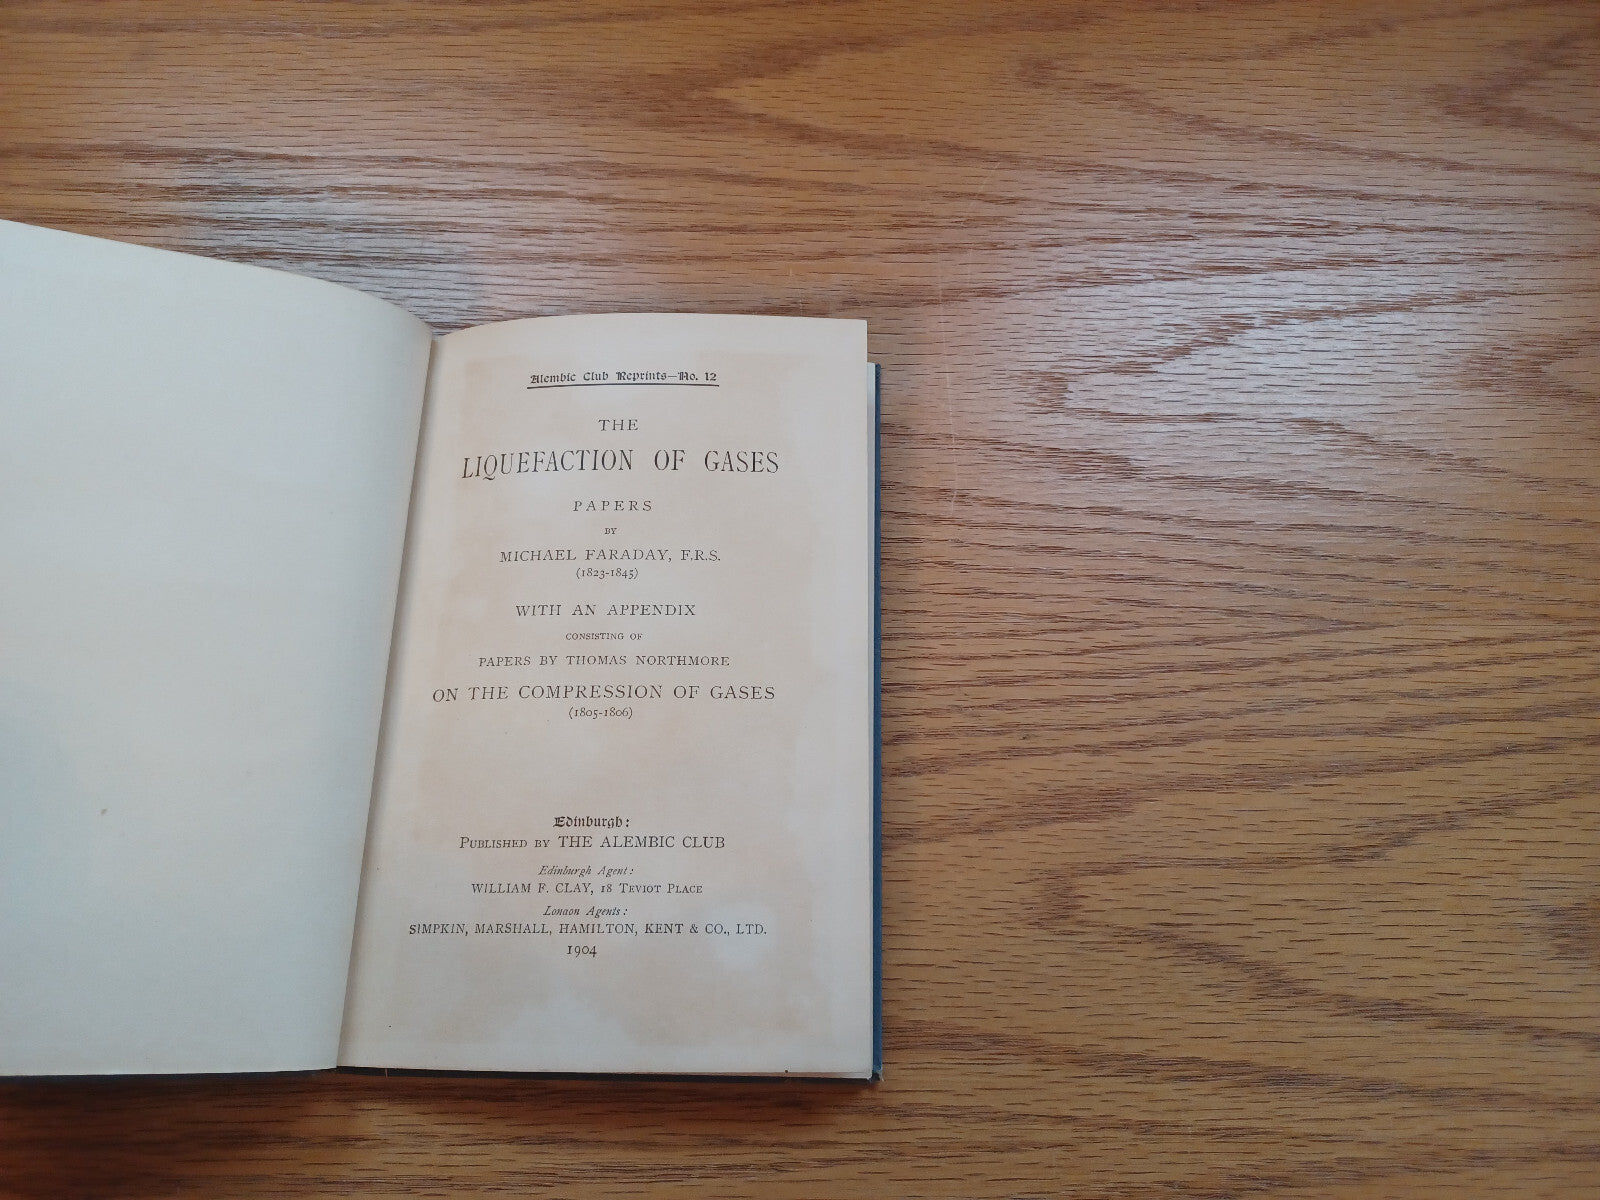 Alembic Club Reprints—No. 12
THE
LIQUEFACTION OF GASES
PAPERS
BY
MICHAEL FARADAY, F.R.S.
(1823-1845)
WITH AN APPENDIX
CONSISTING OF
PAPERS BY THOMAS NORTHMORE
ON THE COMPRESSION OF GASES
(1805-1806)
Edinburgh:
PUBLISHED BY THE ALEMBIC CLUB
Edinburgh Agent:
WILLIAM F. CLAY, 18 TEVIOT PLACE
London Agents:
SIMPKIN, MARSHALL, HAMILTON, KENT & CO., LTD.
1904